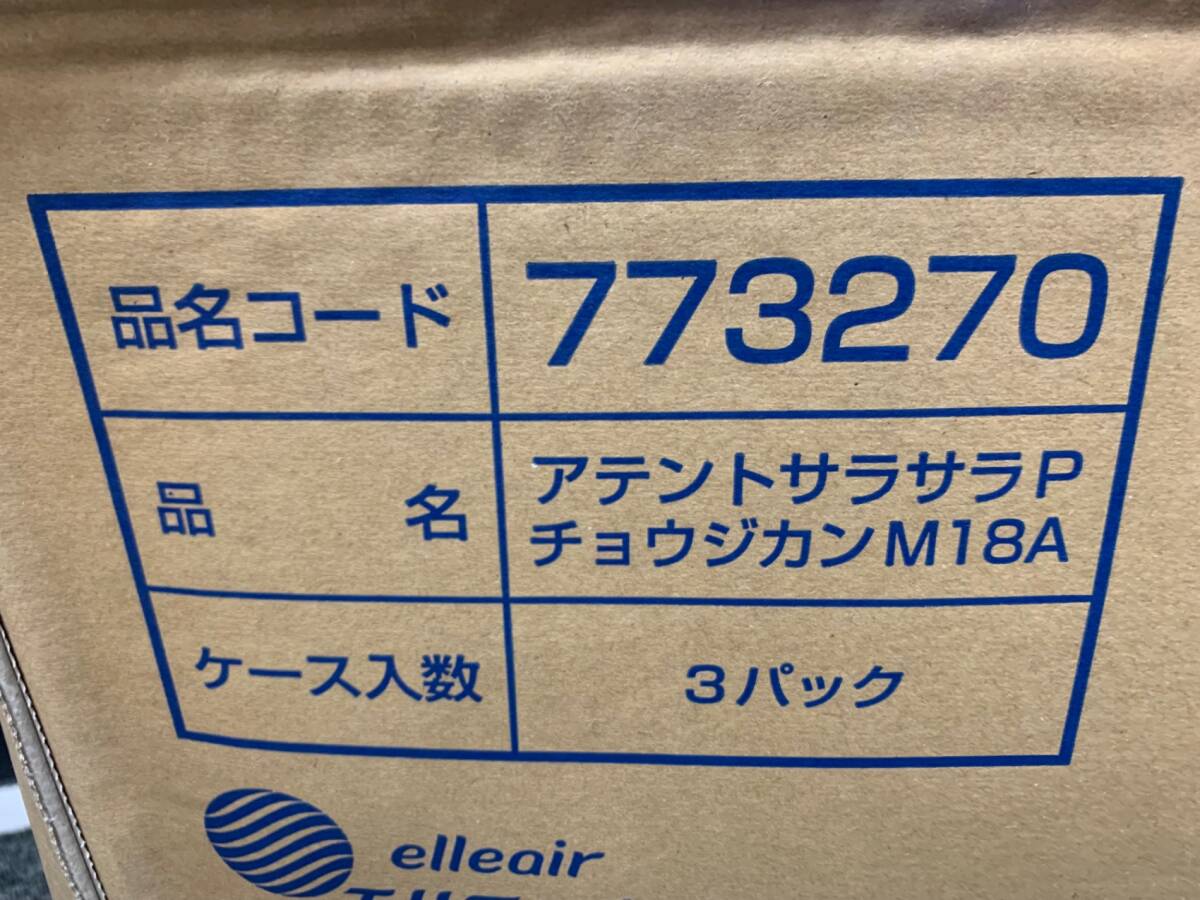 品名コード 773270
品名 アテントサラサラP
チョウジカンM18A
ケース入数 3パック
elleair